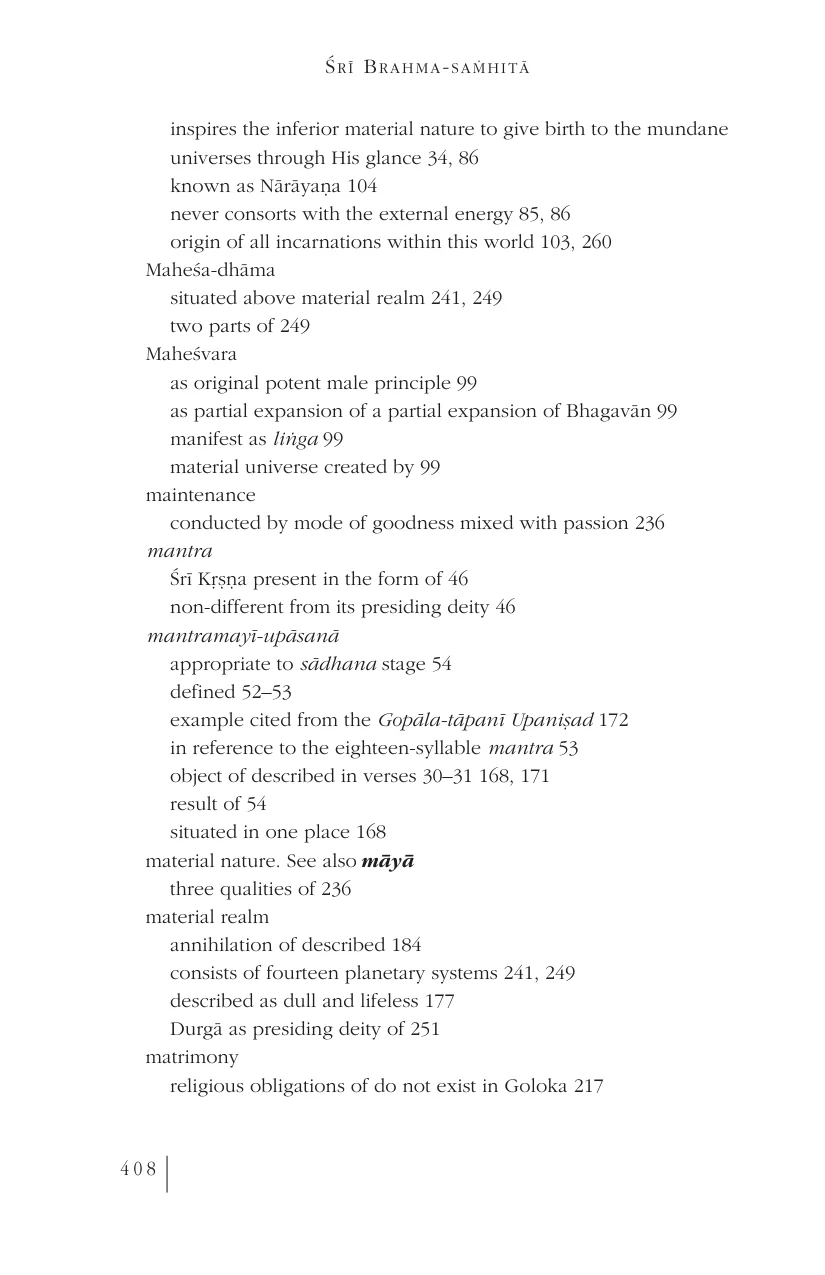 Śrī Brahma-saṁhitā
inspires the inferior material nature to give birth to the mundane
universes through His glance 34, 86
known as Nārāyaṇa 104
never consorts with the external energy 85, 86
origin of all incarnations within this world 103, 260
Maheśa-dhāma
situated above material realm 241, 249
two parts of 249
Maheśvara
as original potent male principle 99
as partial expansion of a partial expansion of Bhagavān 99
manifest as liṅga 99
material universe created by 99
maintenance
conducted by mode of goodness mixed with passion 236
mantra
Śrī Kṛṣṇa present in the form of 46
non-different from its presiding deity 46
mantramayī-upāsanā
appropriate to sādhana stage 54
defined 52–53
example cited from the Gopāla-tāpanī Upaniṣad 172
in reference to the eighteen-syllable mantra 53
object of described in verses 30–31 168, 171
result of 54
situated in one place 168
material nature. See also māyā
three qualities of 236
material realm
annihilation of described 184
consists of fourteen planetary systems 241, 249
described as dull and lifeless 177
Durgā as presiding deity of 251
matrimony
religious obligations of do not exist in Goloka 217
408